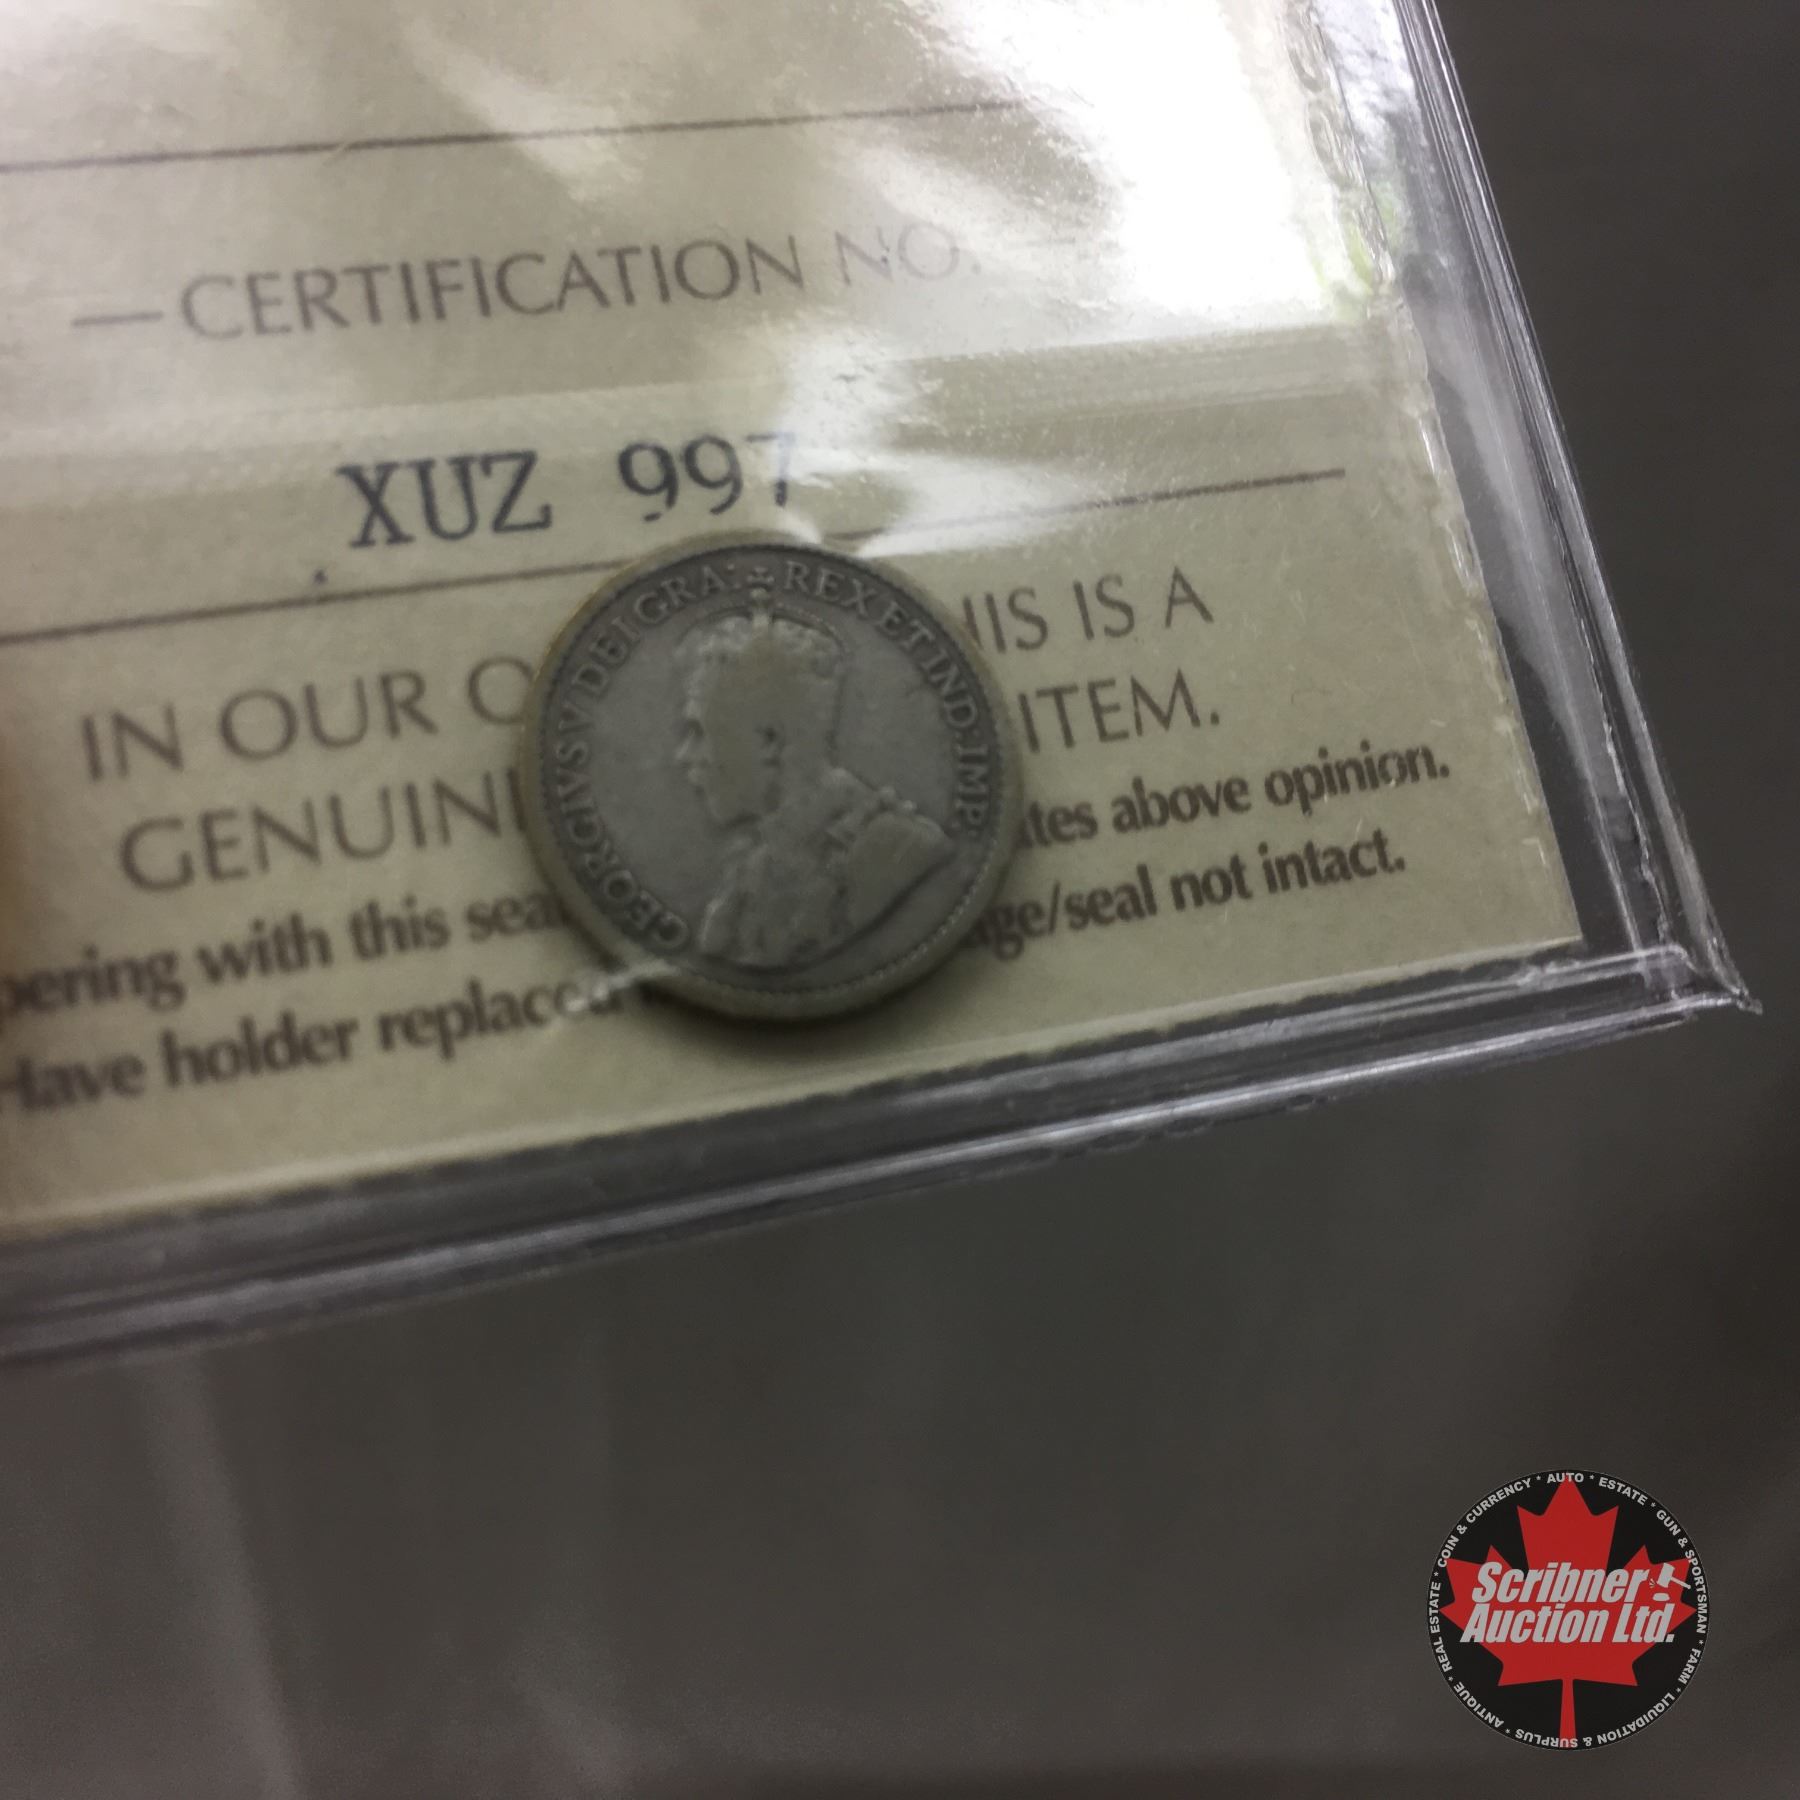 —CERTIFICATION NO.
XUZ 997
IN OUR O HIS IS A
GENUIN ITEM.
pering with this sea ates above opinion.
Have holder replaced age/seal not intact.
GEORGIVS V DEI GRA: REX ET IND: IMP:
REAL ESTATE * COIN & CURRENCY * AUTO * ESTATE * GUN & SPORTSMAN * FARM * LIQUIDATION & SURPLUS * ANTIQUE *
Scribner
Auction Ltd.